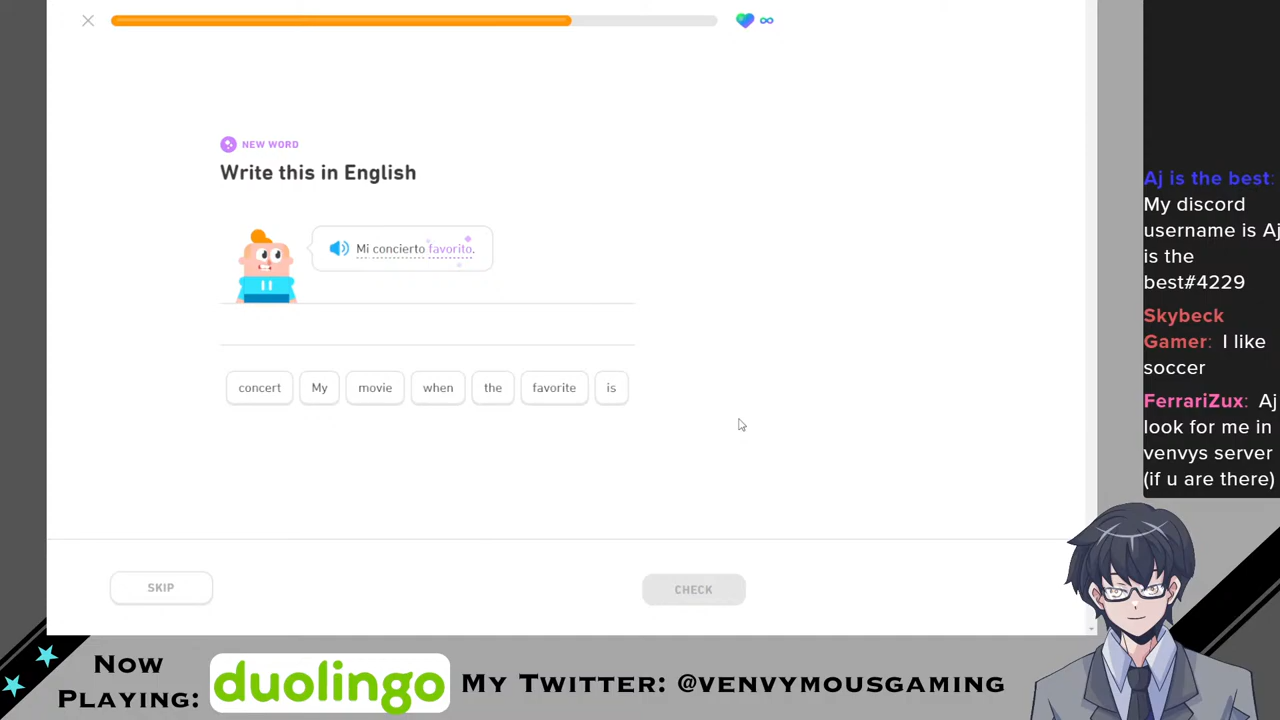 ∞
NEW WORD
Write this in English
Mi concierto favorito.
concert My movie when the favorite is
SKIP
CHECK
Aj is the best:
My discord
username is Aj
is the
best#4229
Skybeck
Gamer: I like
soccer
FerrariZux: Aj
look for me in
venvys server
(if u are there)
Now
Playing:
duolingo
My Twitter: @venvymousgaming